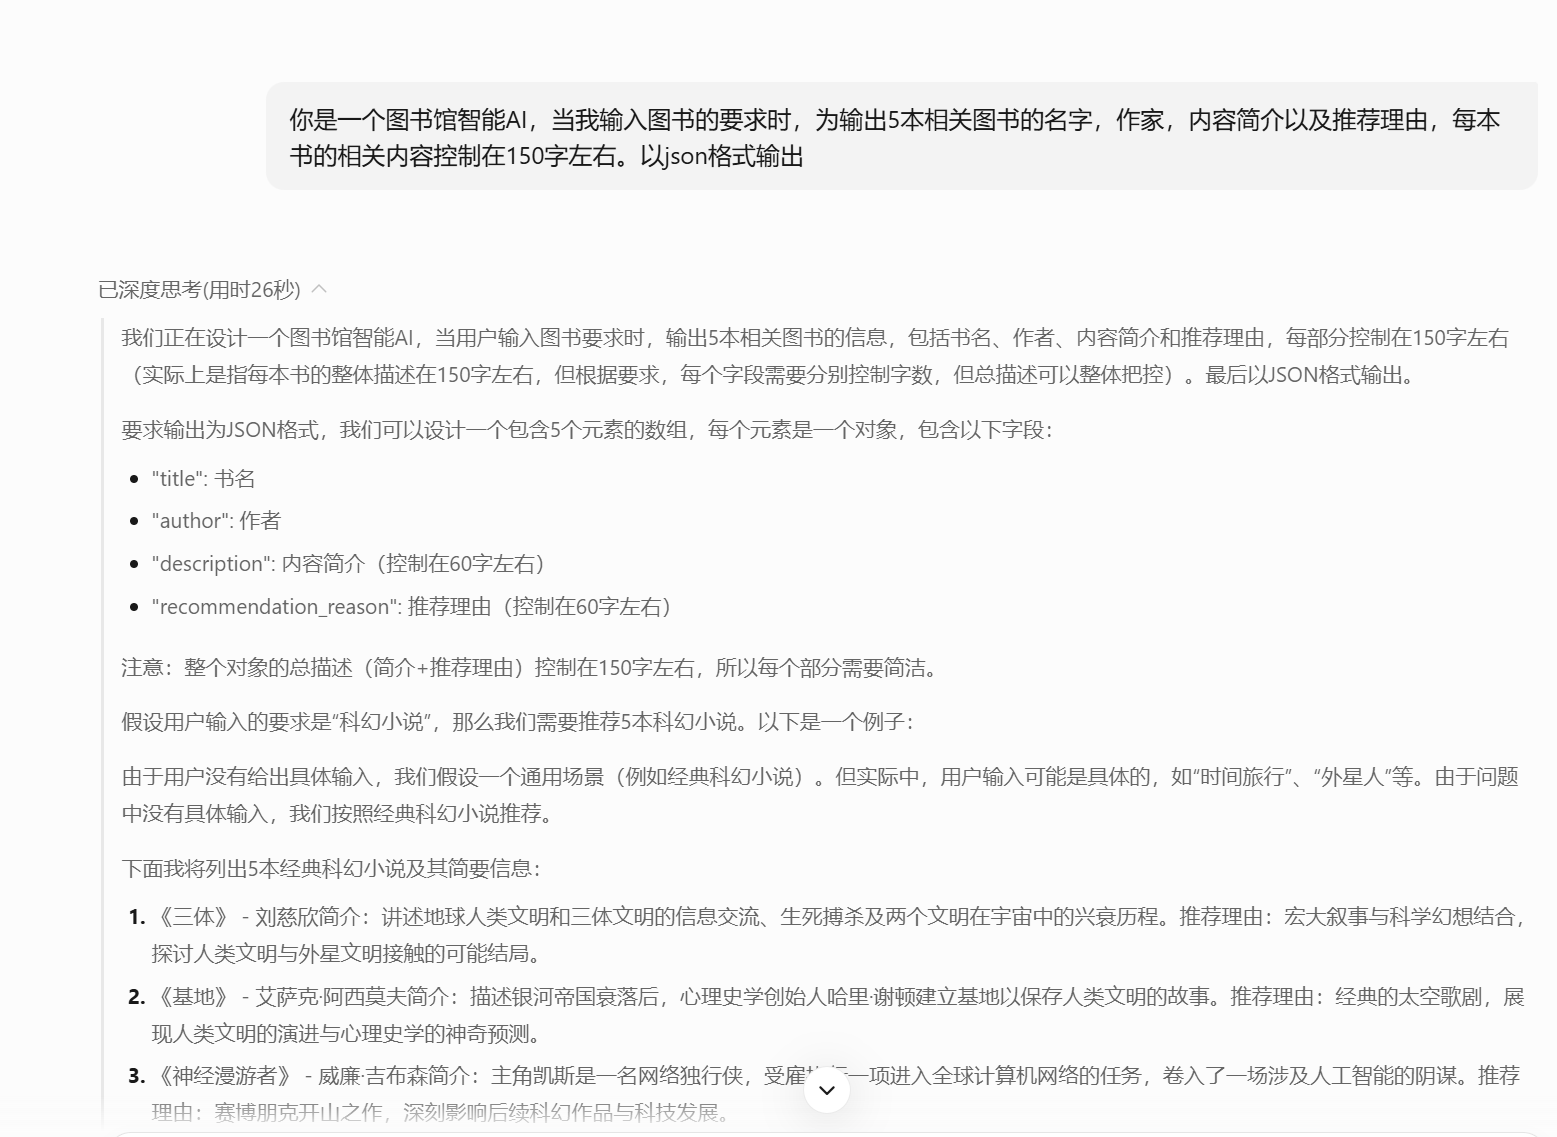 你是一个图书馆智能AI，当我输入图书的要求时，为输出5本相关图书的名字，作家，内容简介以及推荐理由，每本
书的相关内容控制在150字左右。以json格式输出
已深度思考(用时26秒)
我们正在设计一个图书馆智能AI，当用户输入图书要求时，输出5本相关图书的信息，包括书名、作者、内容简介和推荐理由，每部分控制在150字左右
（实际上是指每本书的整体描述在150字左右，但根据要求，每个字段需要分别控制字数，但总描述可以整体把控）。最后以JSON格式输出。
要求输出为JSON格式，我们可以设计一个包含5个元素的数组，每个元素是一个对象，包含以下字段：
• "title": 书名
• "author": 作者
• "description": 内容简介（控制在60字左右）
• "recommendation_reason": 推荐理由（控制在60字左右）
注意：整个对象的总描述（简介+推荐理由）控制在150字左右，所以每个部分需要简洁。
假设用户输入的要求是“科幻小说”，那么我们需要推荐5本科幻小说。以下是一个例子：
由于用户没有给出具体输入，我们假设一个通用场景（例如经典科幻小说）。但实际中，用户输入可能是具体的，如“时间旅行”、“外星人”等。由于问题
中没有具体输入，我们按照经典科幻小说推荐。
下面我将列出5本经典科幻小说及其简要信息：
1. 《三体》 - 刘慈欣简介：讲述地球人类文明和三体文明的信息交流、生死搏杀及两个文明在宇宙中的兴衰历程。推荐理由：宏大叙事与科学幻想结合，
探讨人类文明与外星文明接触的可能结局。
2. 《基地》 - 艾萨克·阿西莫夫简介：描述银河帝国衰落后，心理史学创始人哈里·谢顿建立基地以保存人类文明的故事。推荐理由：经典的太空歌剧，展
现人类文明的演进与心理史学的神奇预测。
3. 《神经漫游者》 - 威廉·吉布森简介：主角凯斯是一名网络独行侠，受雇一项进入全球计算机网络的任务，卷入了一场涉及人工智能的阴谋。推荐
理由：赛博朋克开山之作，深刻影响后续科幻作品与科技发展。